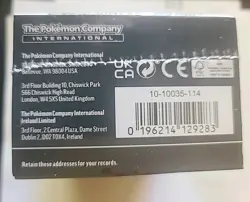 The Pokémon Company
INTERNATIONAL
The Pokémon Company International
Bellevue, WA 98004 USA
3rd Floor Building 10, Chiswick Park
566 Chiswick High Road
London, W4 5XS United Kingdom
The Pokémon Company International
Ireland Limited
3rd Floor, 2 Central Plaza, Dame Street
Dublin 2, D02 T0X4, Ireland
Retain these addresses for your records.
UK
CA
CE
10-10036-114
0 196214 129283